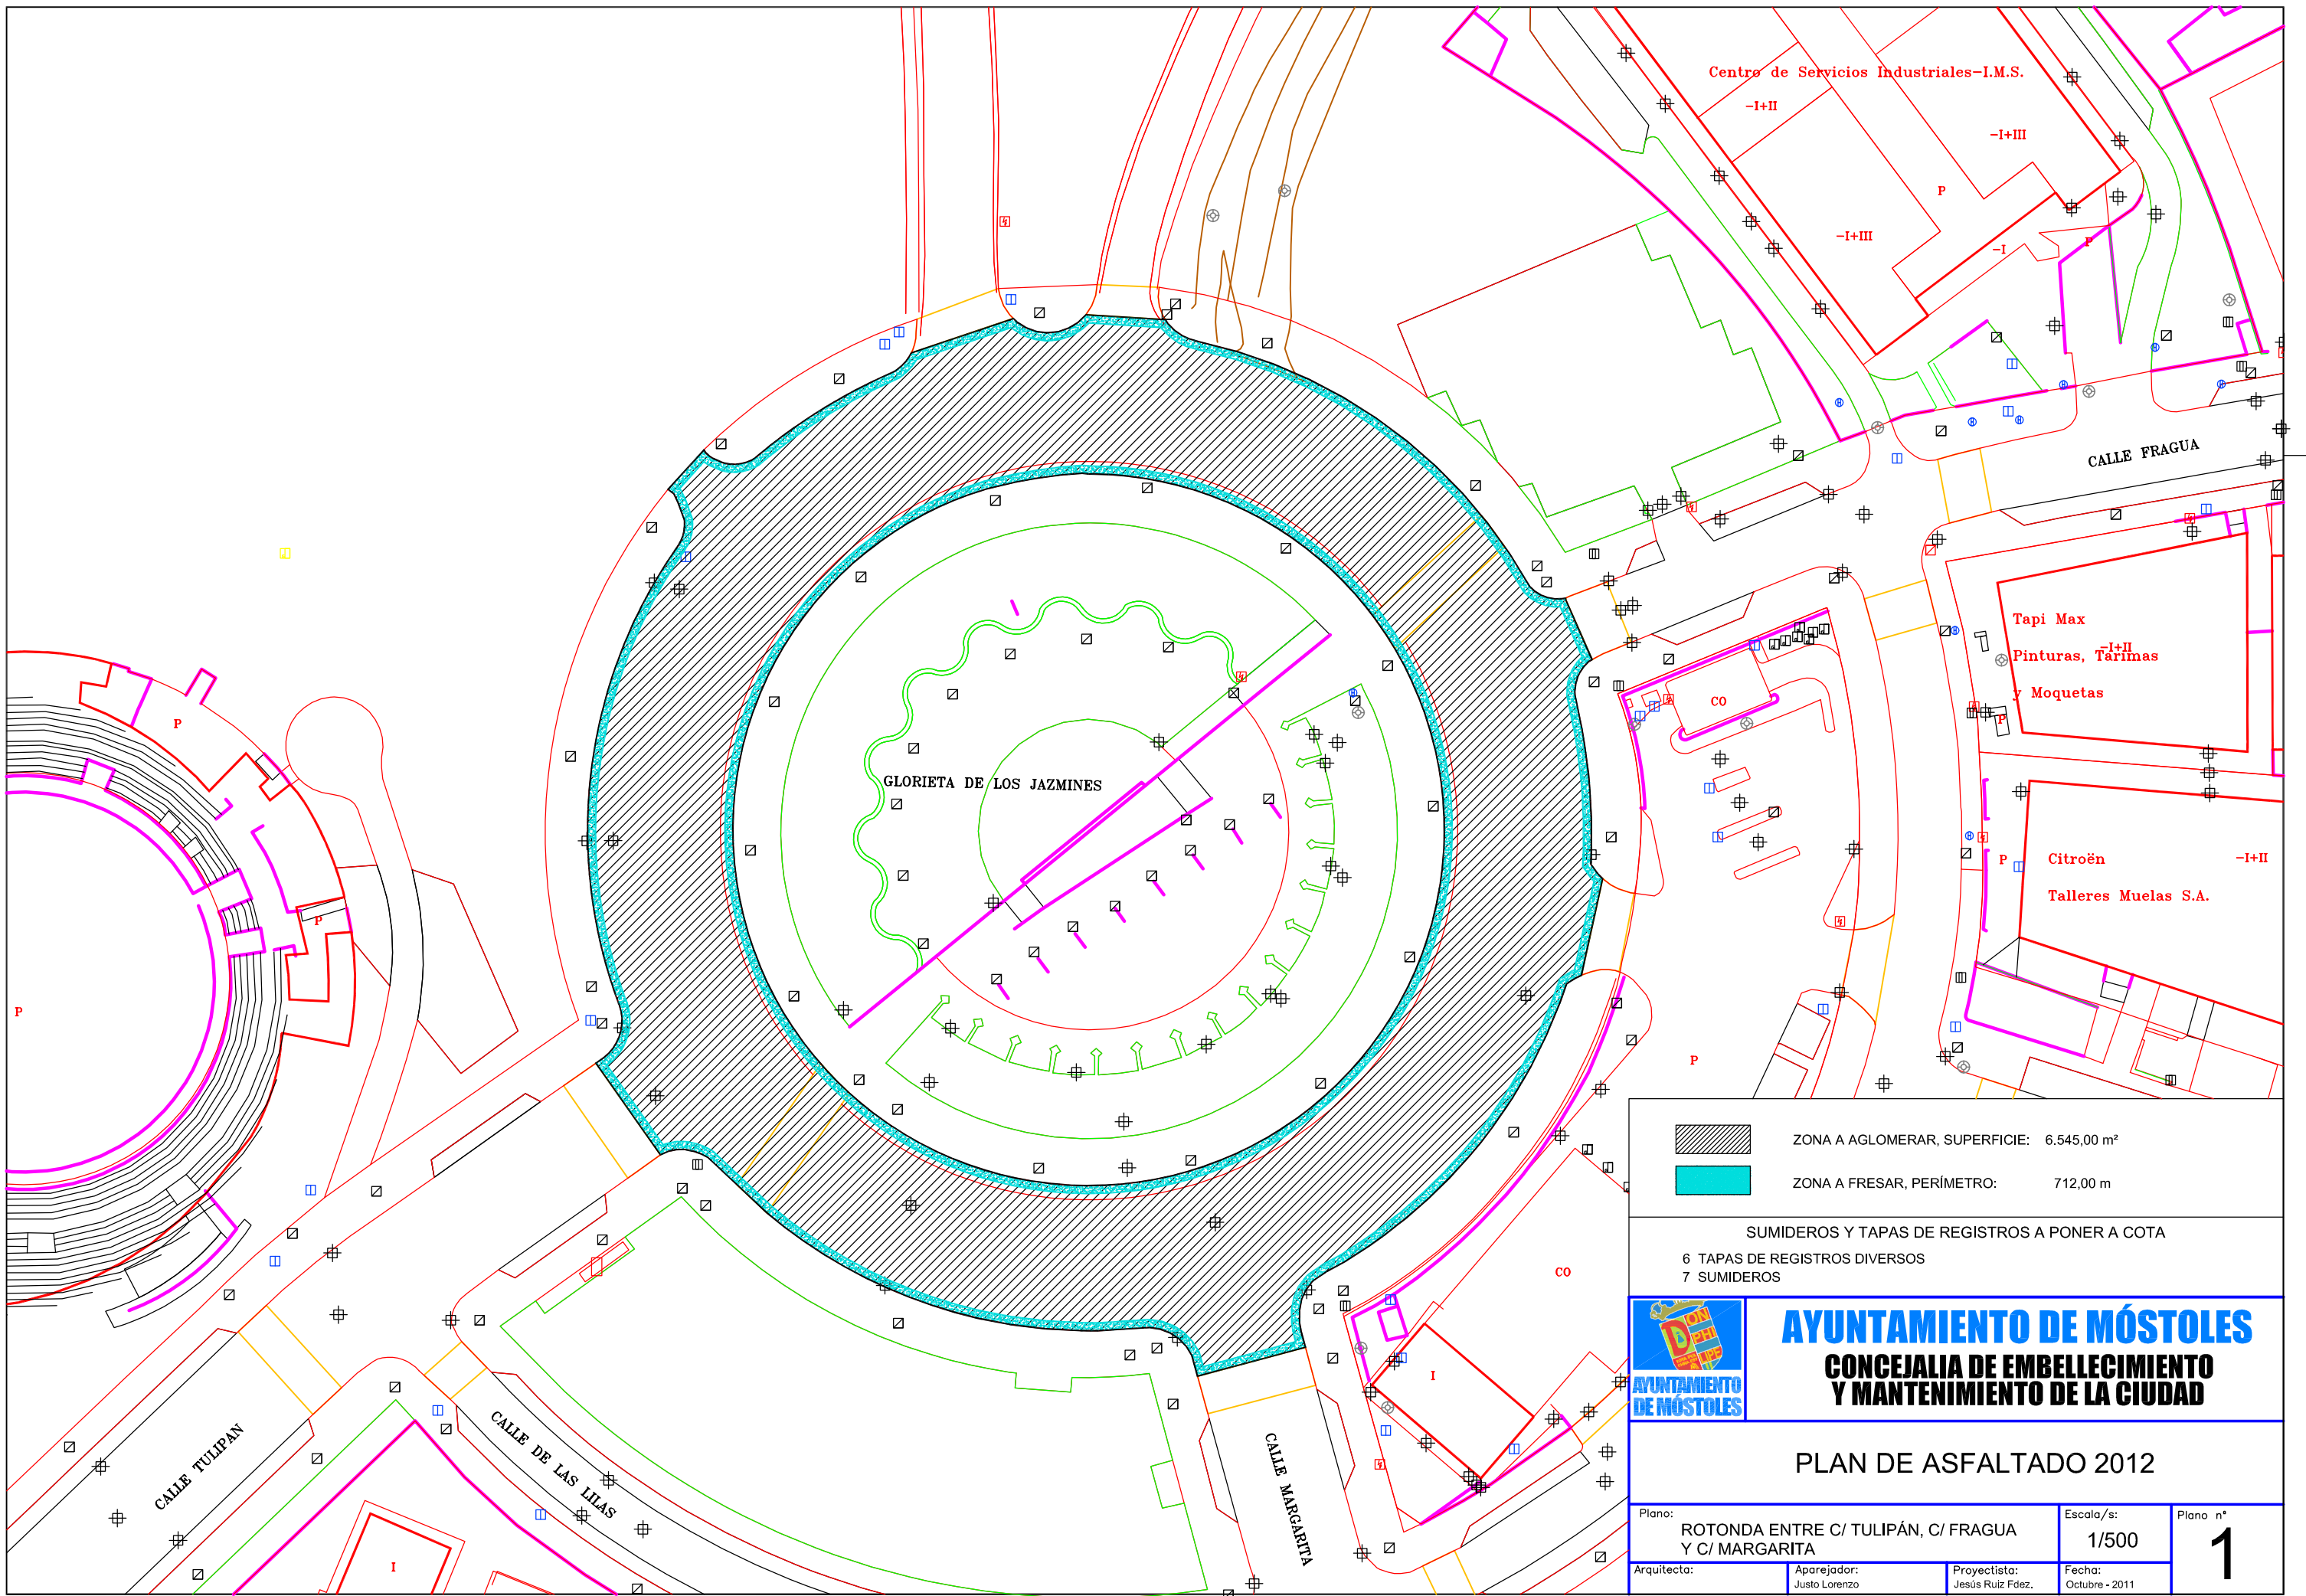 Centro de Servicios Industriales-I.M.S.
-I+II
-I+III
P
-I+III
-I
P
CALLE FRAGUA
Tapi Max
-I+II
Pinturas, Tarimas
y Moquetas
P
CO
P
GLORIETA DE LOS JAZMINES
P
Citroën
-I+II
Talleres Muelas S.A.
P
P
P
CO
I
CALLE TULIPAN
CALLE DE LAS LILAS
CALLE MARGARITA
I
ZONA A AGLOMERAR, SUPERFICIE: 6.545,00 m²
ZONA A FRESAR, PERÍMETRO: 712,00 m
SUMIDEROS Y TAPAS DE REGISTROS A PONER A COTA
6 TAPAS DE REGISTROS DIVERSOS
7 SUMIDEROS
AYUNTAMIENTO
DE MÓSTOLES
AYUNTAMIENTO DE MÓSTOLES
CONCEJALIA DE EMBELLECIMIENTO
Y MANTENIMIENTO DE LA CIUDAD
PLAN DE ASFALTADO 2012
Plano:
ROTONDA ENTRE C/ TULIPÁN, C/ FRAGUA
Y C/ MARGARITA
Escala/s:
1/500
Plano nº
1
Arquitecta:
Aparejador:
Justo Lorenzo
Proyectista:
Jesús Ruiz Fdez.
Fecha:
Octubre - 2011